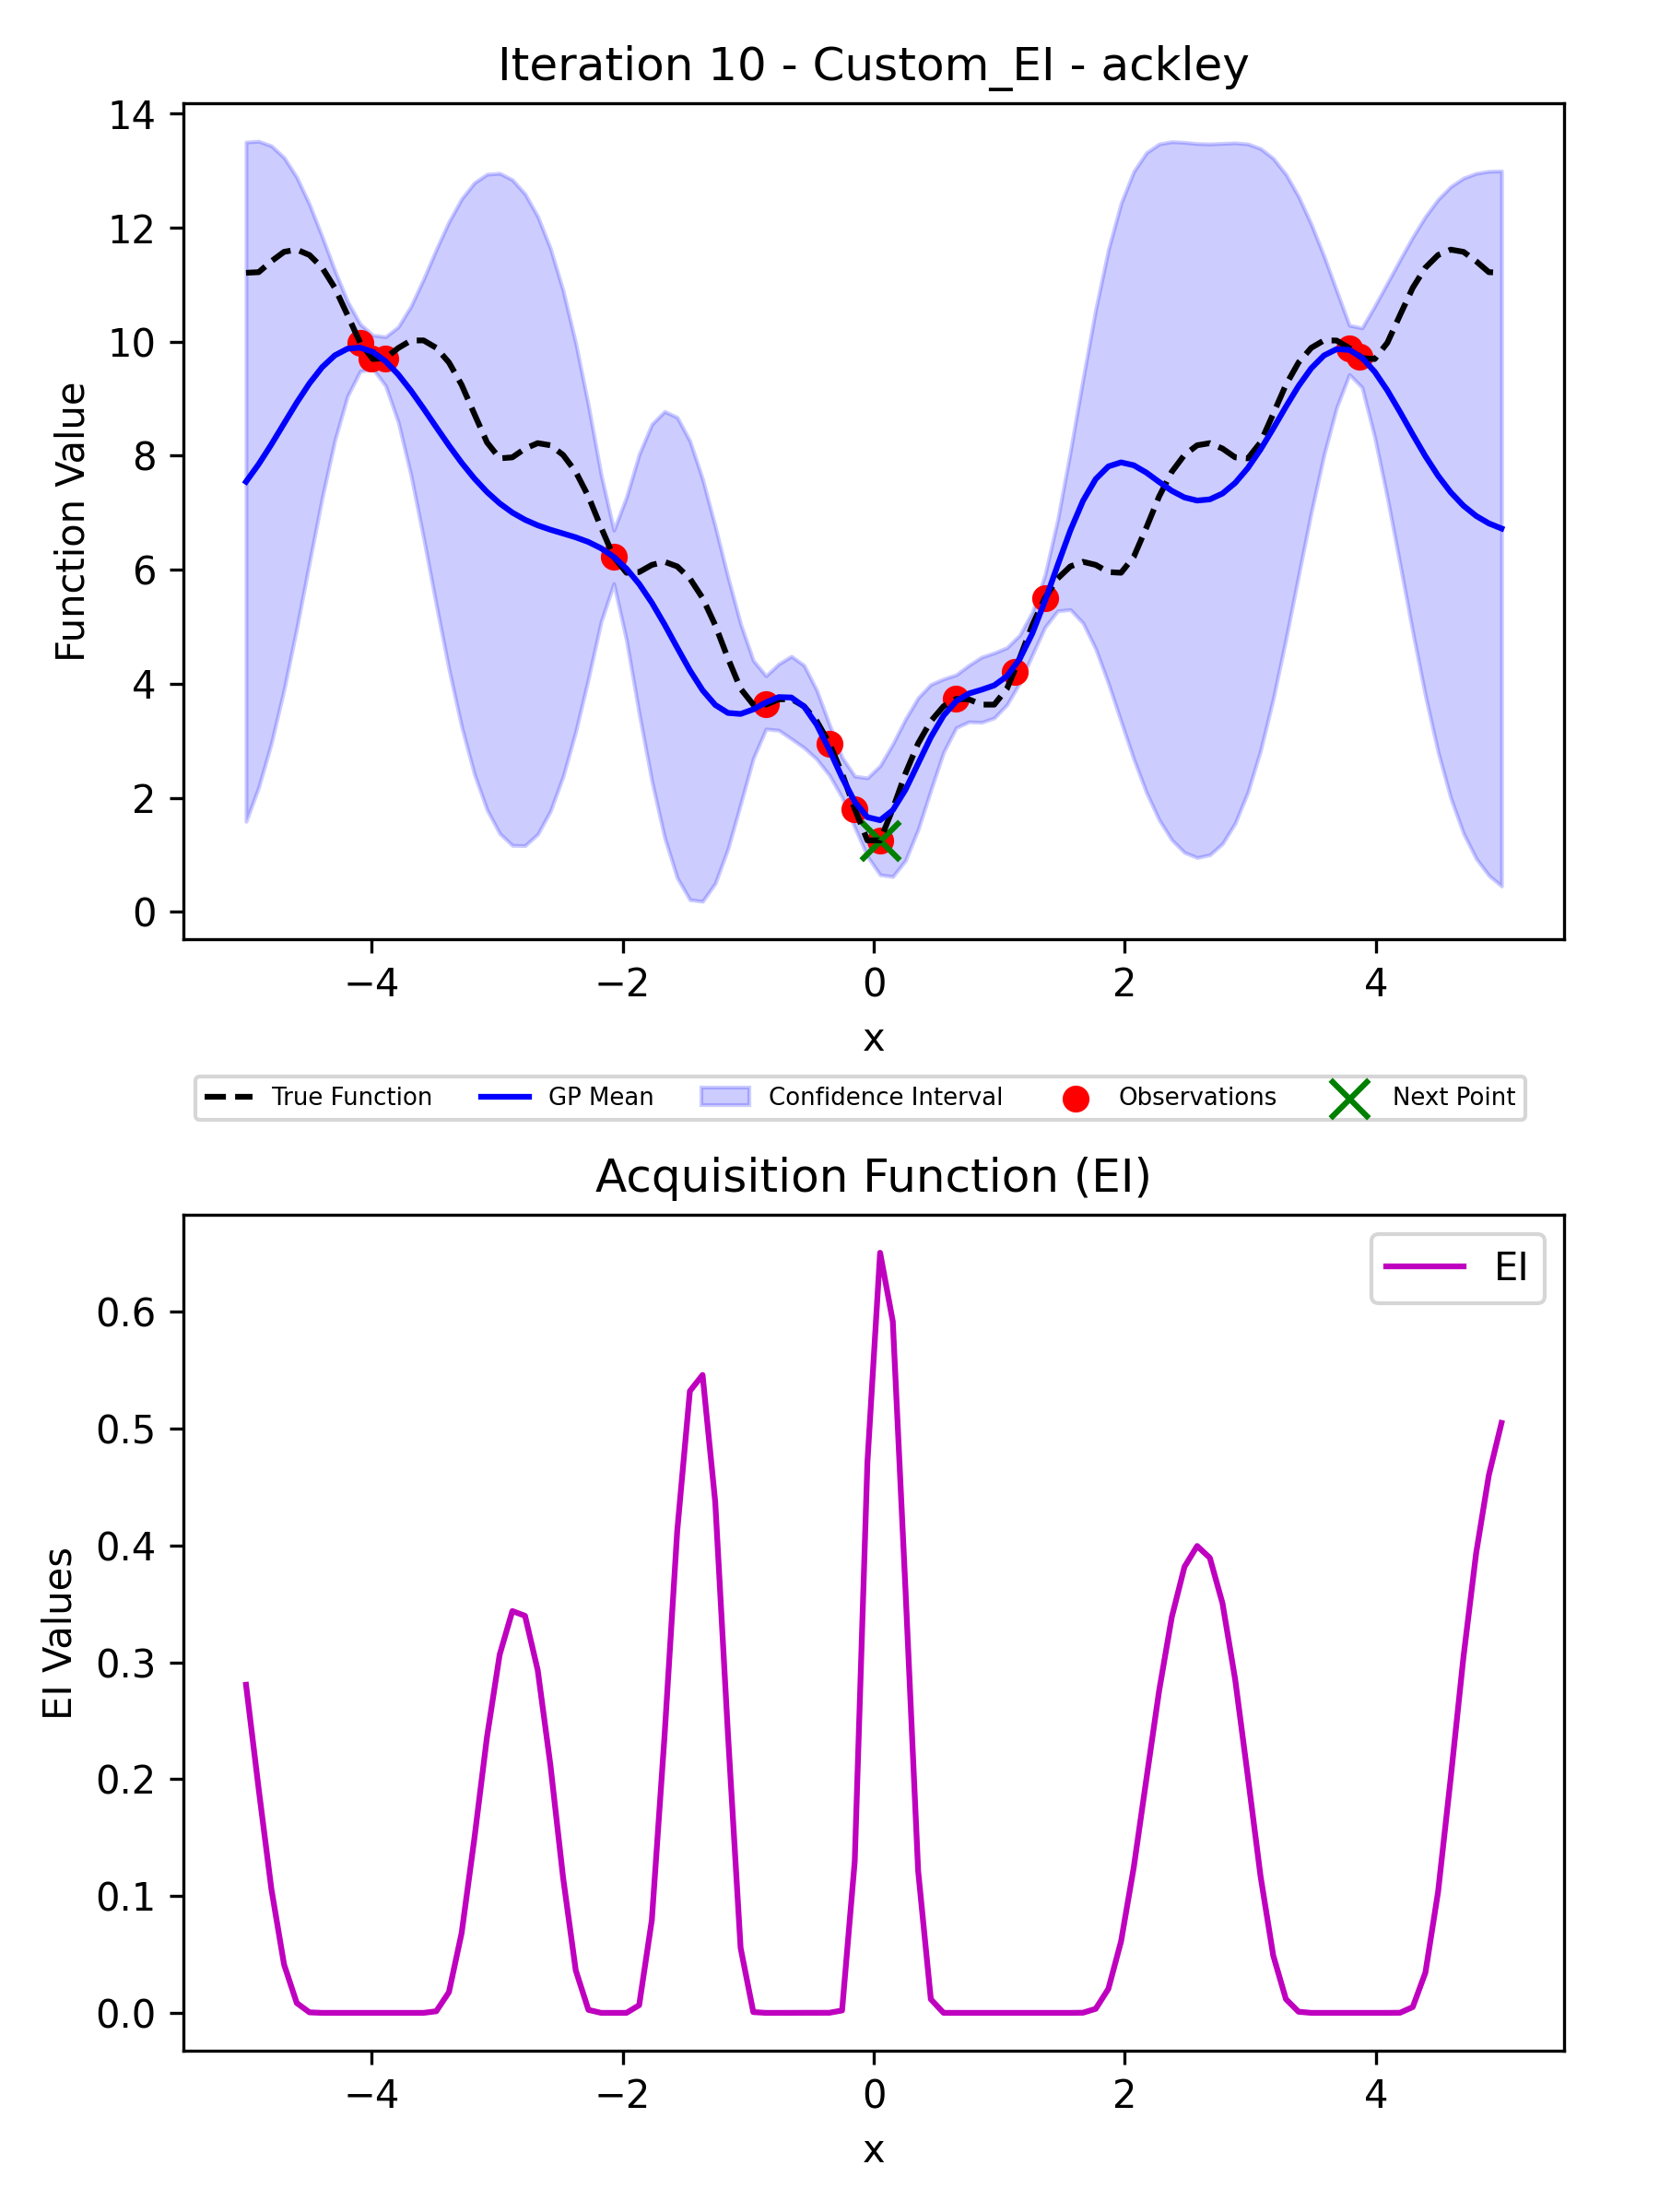 Iteration 10 - Custom_EI - ackley
14
12
10
8
6
4
2
0
Function Value
−4 −2 0 2 4
x
True Function GP Mean Confidence Interval Observations Next Point
Acquisition Function (EI)
EI
0.6
0.5
0.4
0.3
0.2
0.1
0.0
EI Values
−4 −2 0 2 4
x